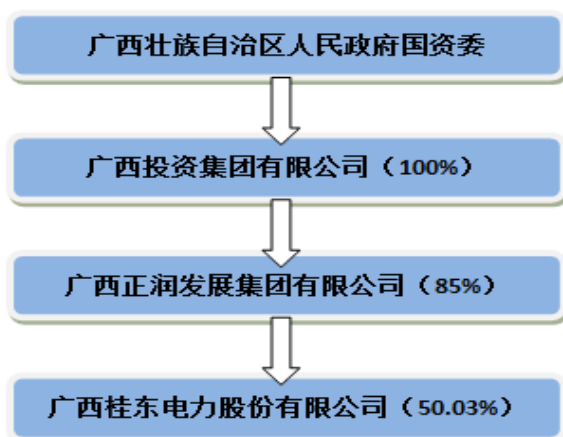 广西壮族自治区人民政府国资委
广西投资集团有限公司（100%）
广西正润发展集团有限公司（85%）
广西桂东电力股份有限公司（50.03%）